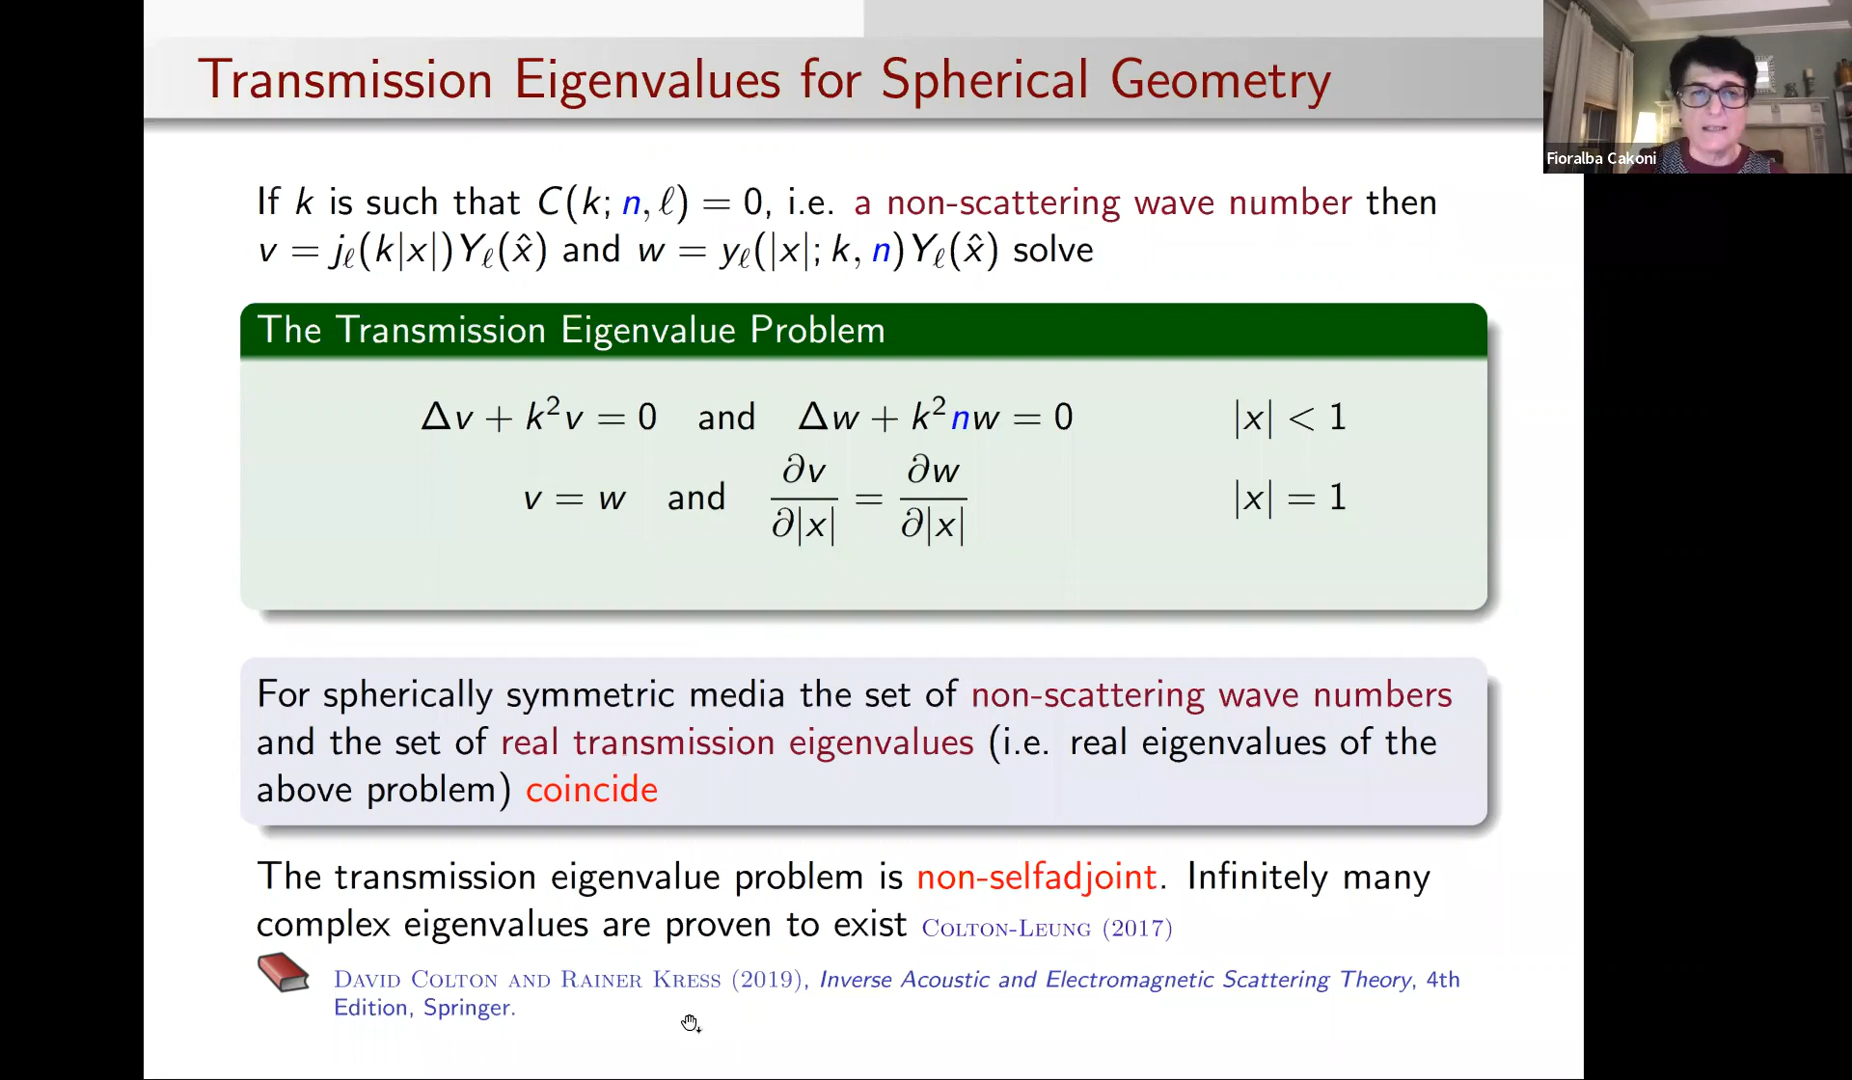 Transmission Eigenvalues for Spherical Geometry
Fioralba Cakoni
If k is such that C(k; n, ℓ) = 0, i.e. a non-scattering wave number then
v = jℓ(k|x|)Yℓ(x̂) and w = yℓ(|x|; k, n)Yℓ(x̂) solve
The Transmission Eigenvalue Problem
Δv + k²v = 0 and Δw + k²nw = 0 |x| < 1
v = w and ∂v/∂|x| = ∂w/∂|x| |x| = 1
For spherically symmetric media the set of non-scattering wave numbers
and the set of real transmission eigenvalues (i.e. real eigenvalues of the
above problem) coincide
The transmission eigenvalue problem is non-selfadjoint. Infinitely many
complex eigenvalues are proven to exist Colton-Leung (2017)
David Colton and Rainer Kress (2019), Inverse Acoustic and Electromagnetic Scattering Theory, 4th
Edition, Springer.